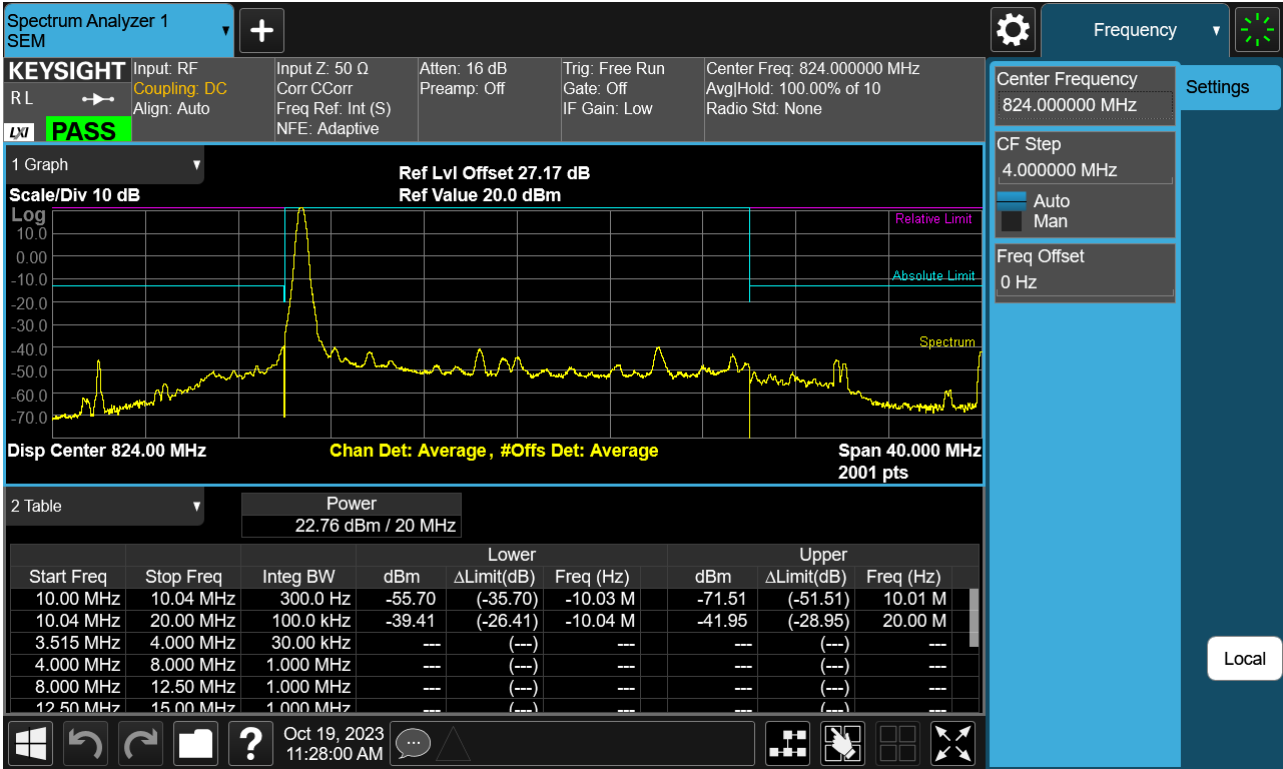 Spectrum Analyzer 1
SEM
Frequency
KEYSIGHT
R L
LXI
PASS
Input: RF
Coupling: DC
Align: Auto
Input Z: 50 Ω
Corr CCorr
Freq Ref: Int (S)
NFE: Adaptive
Atten: 16 dB
Preamp: Off
Trig: Free Run
Gate: Off
IF Gain: Low
Center Freq: 824.000000 MHz
Avg|Hold: 100.00% of 10
Radio Std: None
Center Frequency
824.000000 MHz
Settings
CF Step
4.000000 MHz
Auto
Man
Freq Offset
0 Hz
Local
1 Graph
Scale/Div 10 dB
Ref Lvl Offset 27.17 dB
Ref Value 20.0 dBm
Log
10.0
0.00
-10.0
-20.0
-30.0
-40.0
-50.0
-60.0
-70.0
Relative Limit
Absolute Limit
Spectrum
Disp Center 824.00 MHz
Chan Det: Average , #Offs Det: Average
Span 40.000 MHz
2001 pts
2 Table
Power
22.76 dBm / 20 MHz
Lower Upper
Start Freq Stop Freq Integ BW dBm ΔLimit(dB) Freq (Hz) dBm ΔLimit(dB) Freq (Hz)
10.00 MHz 10.04 MHz 300.0 Hz -55.70 (-35.70) -10.03 M -71.51 (-51.51) 10.01 M
10.04 MHz 20.00 MHz 100.0 kHz -39.41 (-26.41) -10.04 M -41.95 (-28.95) 20.00 M
3.515 MHz 4.000 MHz 30.00 kHz --- (---) --- --- (---) ---
4.000 MHz 8.000 MHz 1.000 MHz --- (---) --- --- (---) ---
8.000 MHz 12.50 MHz 1.000 MHz --- (---) --- --- (---) ---
12.50 MHz 15.00 MHz 1.000 MHz --- (---) --- --- (---) ---
Oct 19, 2023
11:28:00 AM